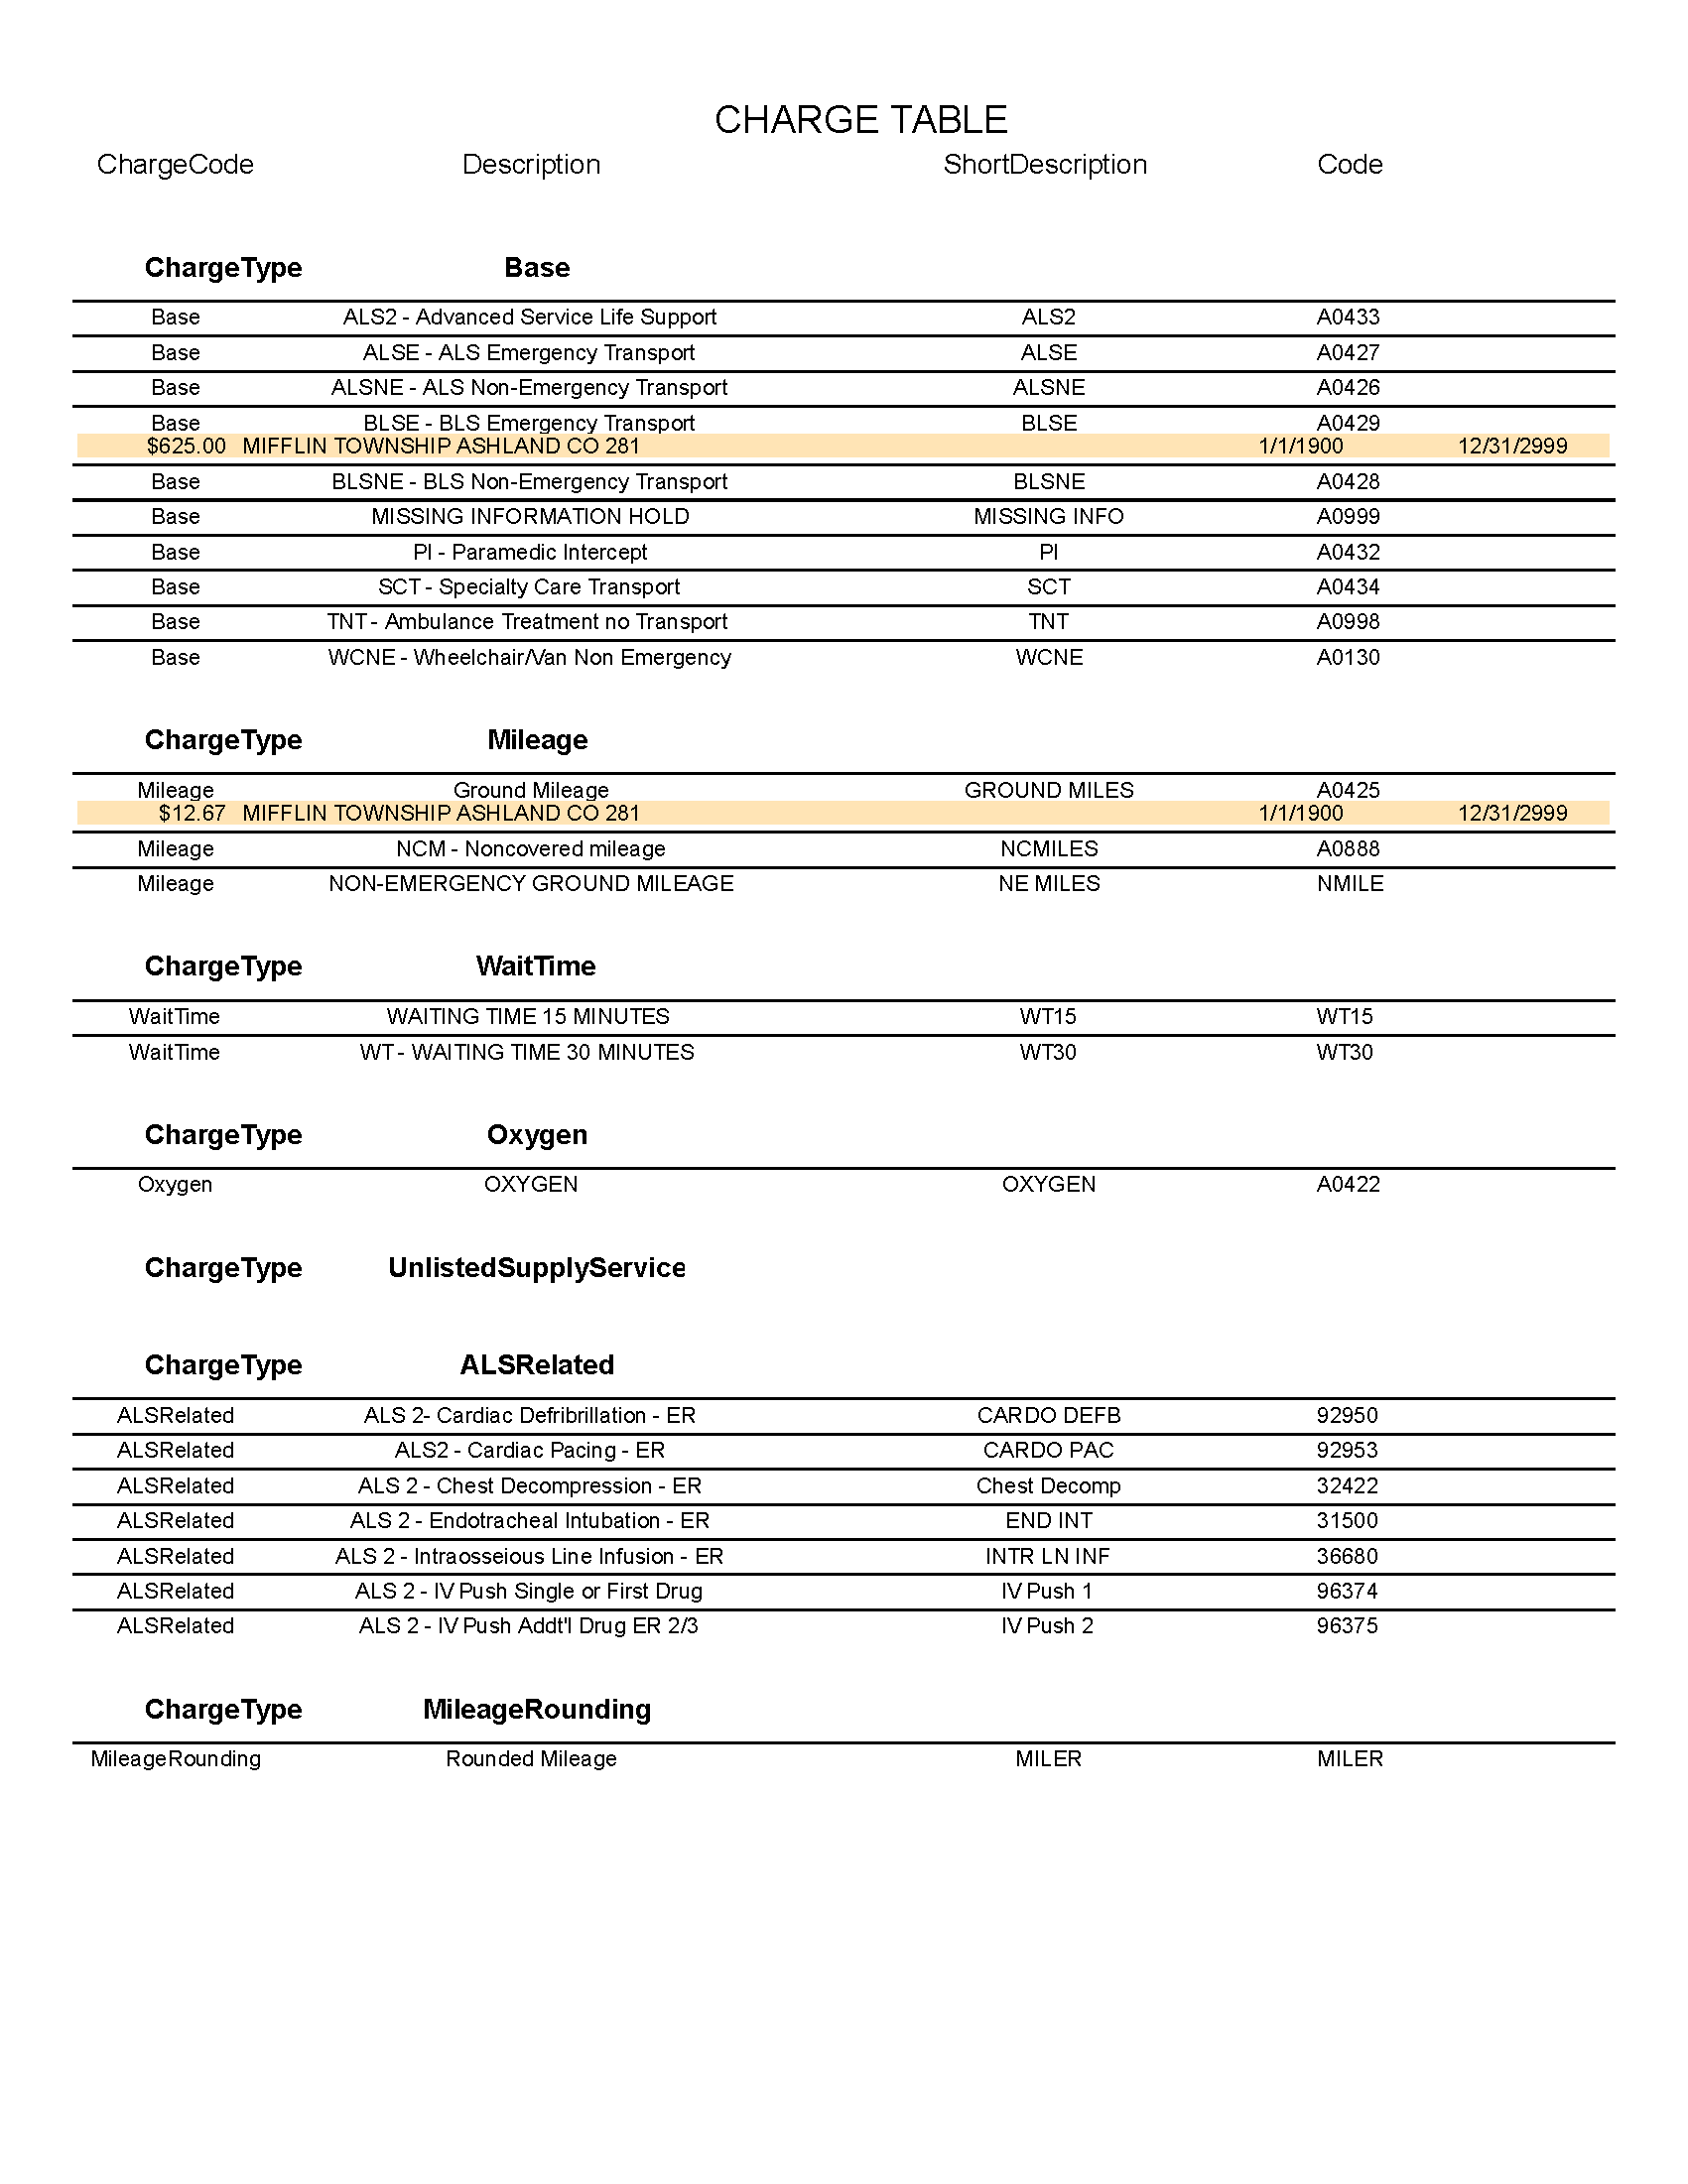 CHARGE TABLE
ChargeCode Description ShortDescription Code
ChargeType Base
Base ALS2 - Advanced Service Life Support ALS2 A0433
Base ALSE - ALS Emergency Transport ALSE A0427
Base ALSNE - ALS Non-Emergency Transport ALSNE A0426
Base BLSE - BLS Emergency Transport BLSE A0429
$625.00 MIFFLIN TOWNSHIP ASHLAND CO 281 1/1/1900 12/31/2999
Base BLSNE - BLS Non-Emergency Transport BLSNE A0428
Base MISSING INFORMATION HOLD MISSING INFO A0999
Base PI - Paramedic Intercept PI A0432
Base SCT - Specialty Care Transport SCT A0434
Base TNT - Ambulance Treatment no Transport TNT A0998
Base WCNE - Wheelchair/Van Non Emergency WCNE A0130
ChargeType Mileage
Mileage Ground Mileage GROUND MILES A0425
$12.67 MIFFLIN TOWNSHIP ASHLAND CO 281 1/1/1900 12/31/2999
Mileage NCM - Noncovered mileage NCMILES A0888
Mileage NON-EMERGENCY GROUND MILEAGE NE MILES NMILE
ChargeType WaitTime
WaitTime WAITING TIME 15 MINUTES WT15 WT15
WaitTime WT - WAITING TIME 30 MINUTES WT30 WT30
ChargeType Oxygen
Oxygen OXYGEN OXYGEN A0422
ChargeType UnlistedSupplyService
ChargeType ALSRelated
ALSRelated ALS 2- Cardiac Defribrillation - ER CARDO DEFB 92950
ALSRelated ALS2 - Cardiac Pacing - ER CARDO PAC 92953
ALSRelated ALS 2 - Chest Decompression - ER Chest Decomp 32422
ALSRelated ALS 2 - Endotracheal Intubation - ER END INT 31500
ALSRelated ALS 2 - Intraosseious Line Infusion - ER INTR LN INF 36680
ALSRelated ALS 2 - IV Push Single or First Drug IV Push 1 96374
ALSRelated ALS 2 - IV Push Addt'l Drug ER 2/3 IV Push 2 96375
ChargeType MileageRounding
MileageRounding Rounded Mileage MILER MILER